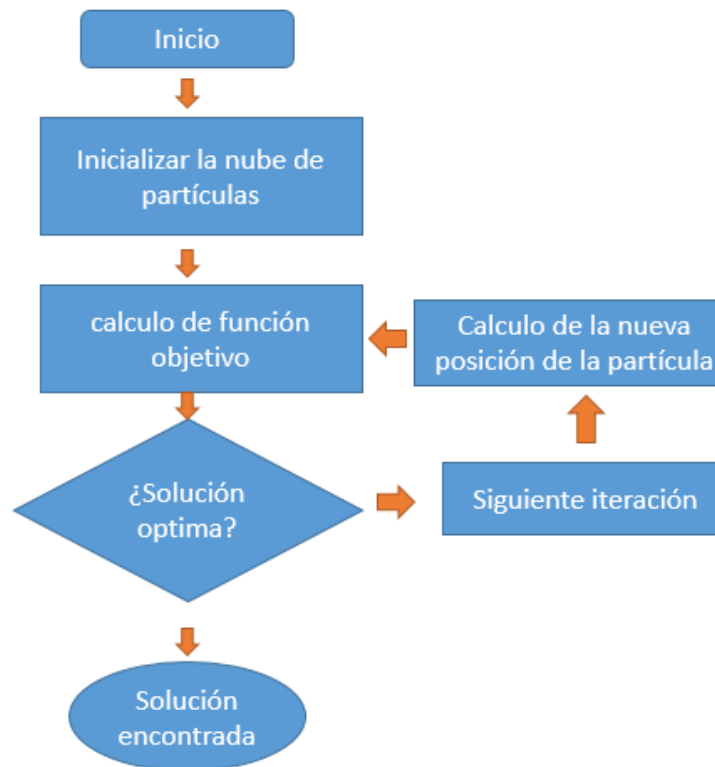 Inicio
Inicializar la nube de
partículas
calculo de función
objetivo
Calculo de la nueva
posición de la partícula
¿Solución
optima?
Siguiente iteración
Solución
encontrada